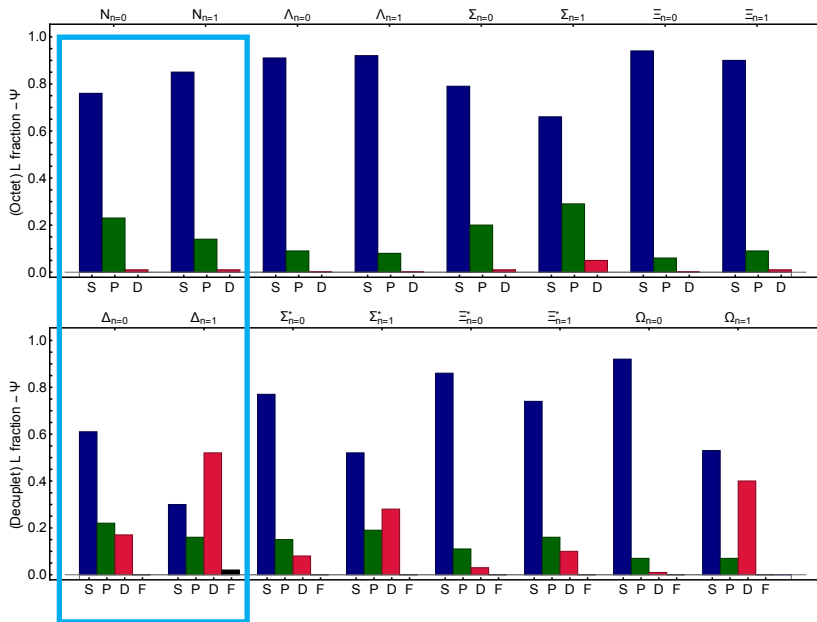 N_{n=0} N_{n=1} Λ_{n=0} Λ_{n=1} Σ_{n=0} Σ_{n=1} Ξ_{n=0} Ξ_{n=1}
(Octet) L fraction – Ψ
1.0
0.8
0.6
0.4
0.2
0.0
S P D S P D S P D S P D S P D S P D S P D S P D
Δ_{n=0} Δ_{n=1} Σ*_{n=0} Σ*_{n=1} Ξ*_{n=0} Ξ*_{n=1} Ω_{n=0} Ω_{n=1}
(Decuplet) L fraction – Ψ
1.0
0.8
0.6
0.4
0.2
0.0
S P D F S P D F S P D F S P D F S P D F S P D F S P D F S P D F